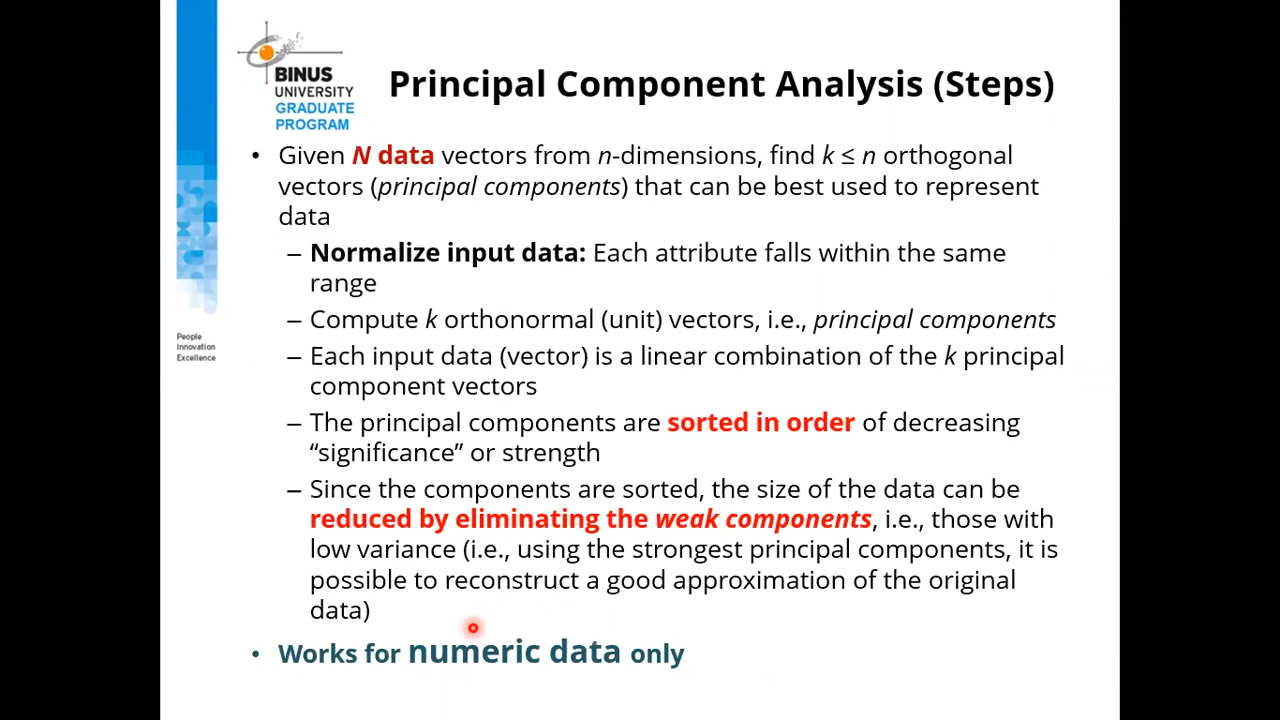 BINUS
UNIVERSITY
GRADUATE
PROGRAM
Principal Component Analysis (Steps)
• Given N data vectors from n-dimensions, find k ≤ n orthogonal
vectors (principal components) that can be best used to represent
data
– Normalize input data: Each attribute falls within the same
range
– Compute k orthonormal (unit) vectors, i.e., principal components
– Each input data (vector) is a linear combination of the k principal
component vectors
– The principal components are sorted in order of decreasing
“significance” or strength
– Since the components are sorted, the size of the data can be
reduced by eliminating the weak components, i.e., those with
low variance (i.e., using the strongest principal components, it is
possible to reconstruct a good approximation of the original
data)
• Works for numeric data only
People
Innovation
Excellence